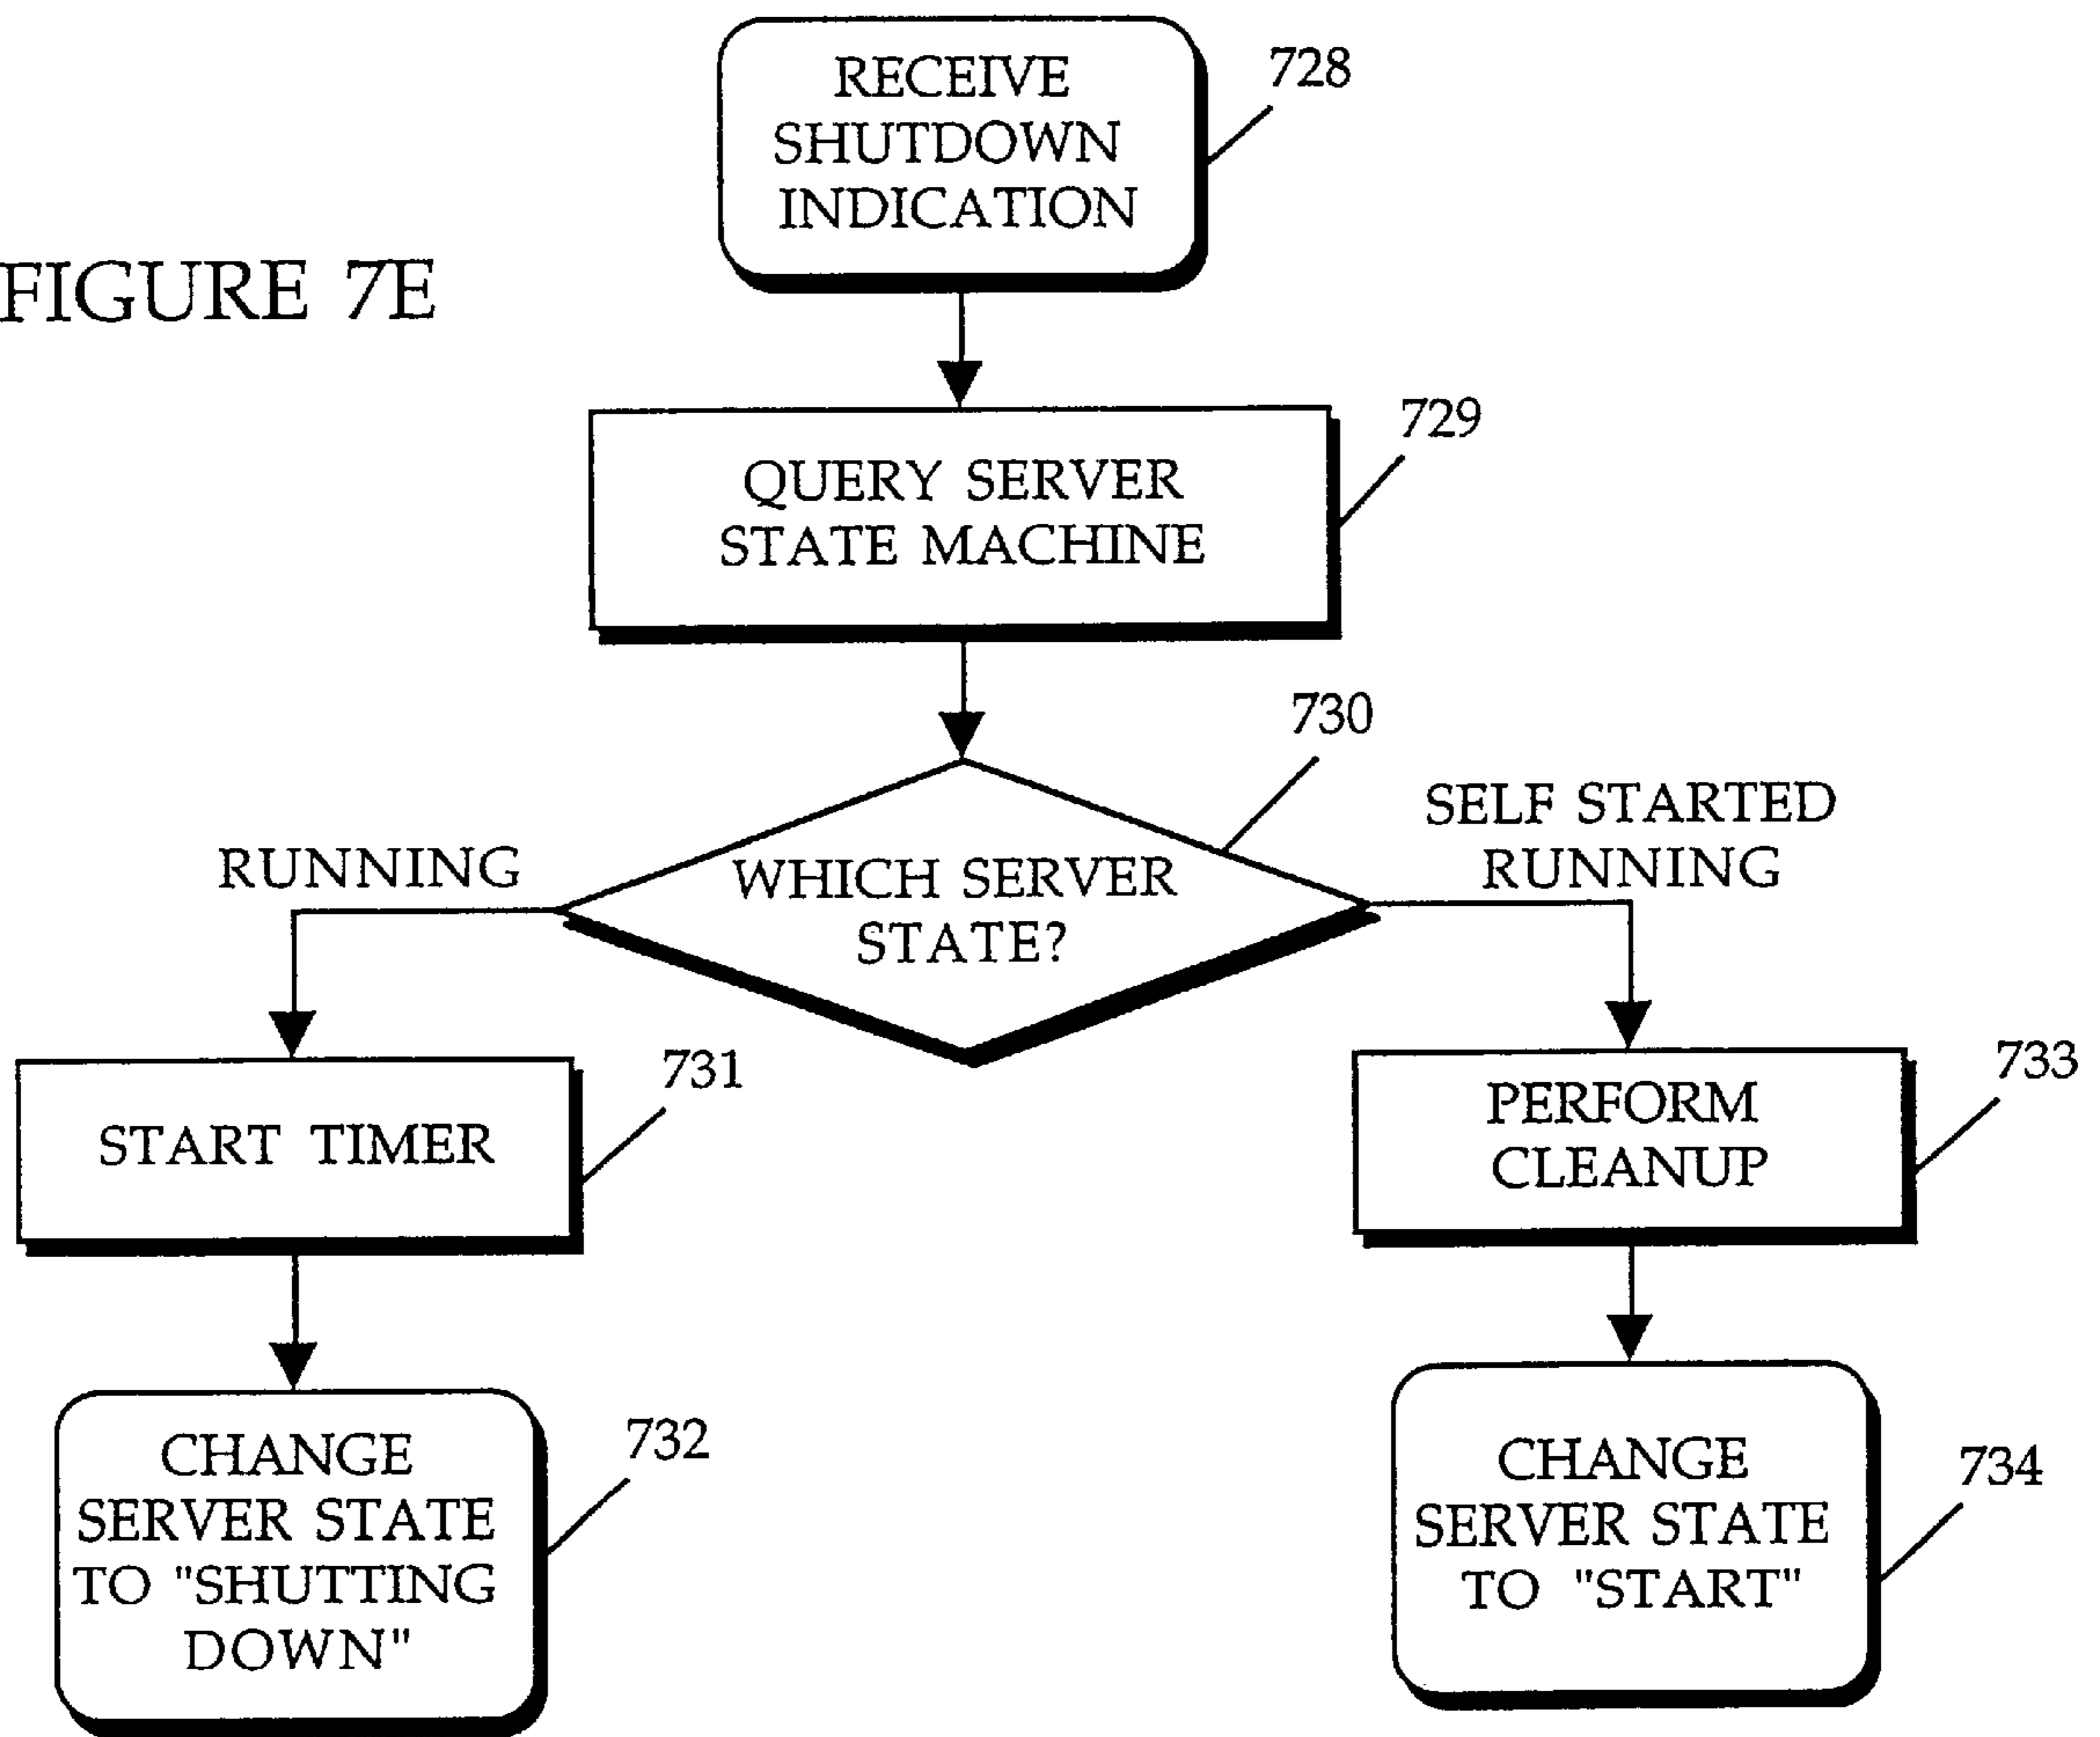 RECEIVE
SHUTDOWN
INDICATION
728
FIGURE 7E
QUERY SERVER
STATE MACHINE
729
730
WHICH SERVER
STATE?
RUNNING
SELF STARTED
RUNNING
START TIMER
731
PERFORM
CLEANUP
733
CHANGE
SERVER STATE
TO "SHUTTING
DOWN"
732
CHANGE
SERVER STATE
TO "START"
734